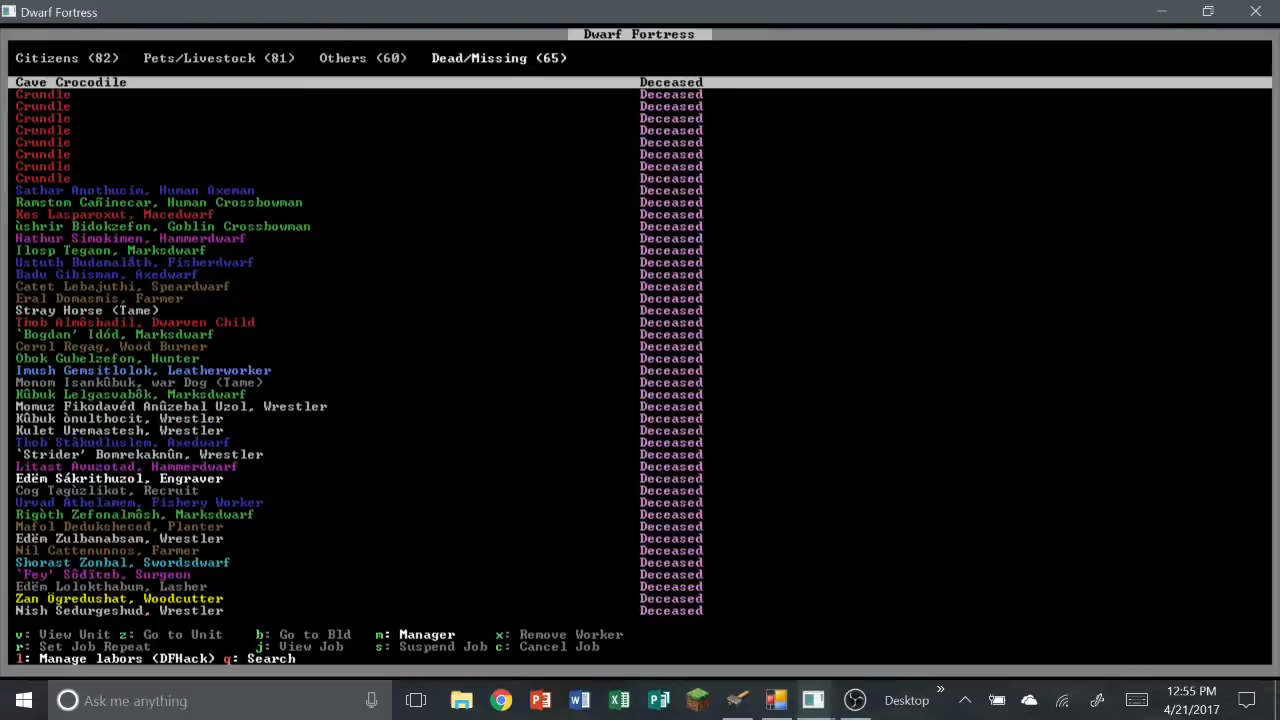 Dwarf Fortress
Dwarf Fortress
Citizens (82) Pets/Livestock (81) Others (60) Dead/Missing (65)
Cave Crocodile Deceased
Crundle Deceased
Crundle Deceased
Crundle Deceased
Crundle Deceased
Crundle Deceased
Crundle Deceased
Crundle Deceased
Crundle Deceased
Sathar Anothucim, Human Axeman Deceased
Ramstom Cañinecar, Human Crossbowman Deceased
Kes Lasparoxut, Macedwarf Deceased
ùshrir Bidokzefon, Goblin Crossbowman Deceased
Hathur Simokimen, Hammerdwarf Deceased
Ilosp Tegaon, Marksdwarf Deceased
Ustuth Budamalâth, Fisherdwarf Deceased
Badu Gibisman, Axedwarf Deceased
Catet Lebajuthi, Speardwarf Deceased
Eral Domasmis, Farmer Deceased
Stray Horse (Tame) Deceased
Thob Almôshadil, Dwarven Child Deceased
`Bogdan' Idód, Marksdwarf Deceased
Cerol Regag, Wood Burner Deceased
Obok Gubelzefon, Hunter Deceased
Imush Gemsitlolok, Leatherworker Deceased
Monom Isankûbuk, war Dog (Tame) Deceased
Kûbuk Lelgasvabôk, Marksdwarf Deceased
Momuz Fikodavéd Anûzebal Uzol, Wrestler Deceased
Kûbuk ònulthocit, Wrestler Deceased
Kulet Uremastesh, Wrestler Deceased
Thob Stâkudluslem, Axedwarf Deceased
`Strider' Bomrekaknûn, Wrestler Deceased
Litast Avuzotad, Hammerdwarf Deceased
Edëm Sákrithuzol, Engraver Deceased
Cog Tagùzlikot, Recruit Deceased
Urvad Athelamem, Fishery Worker Deceased
Rigòth Zefonalmôsh, Marksdwarf Deceased
Mafol Deduksheced, Planter Deceased
Edëm Zulbanabsam, Wrestler Deceased
Nil Cattenunnos, Farmer Deceased
Shorast Zonbal, Swordsdwarf Deceased
`Fey' Sôdïteb, Surgeon Deceased
Edëm Lolokthabum, Lasher Deceased
Zan Ögredushat, Woodcutter Deceased
Nish Sedurgeshud, Wrestler Deceased
v: View Unit z: Go to Unit b: Go to Bld m: Manager x: Remove Worker
r: Set Job Repeat j: View Job s: Suspend Job c: Cancel Job
l: Manage labors (DFHack) q: Search
Ask me anything Desktop 12:55 PM
4/21/2017